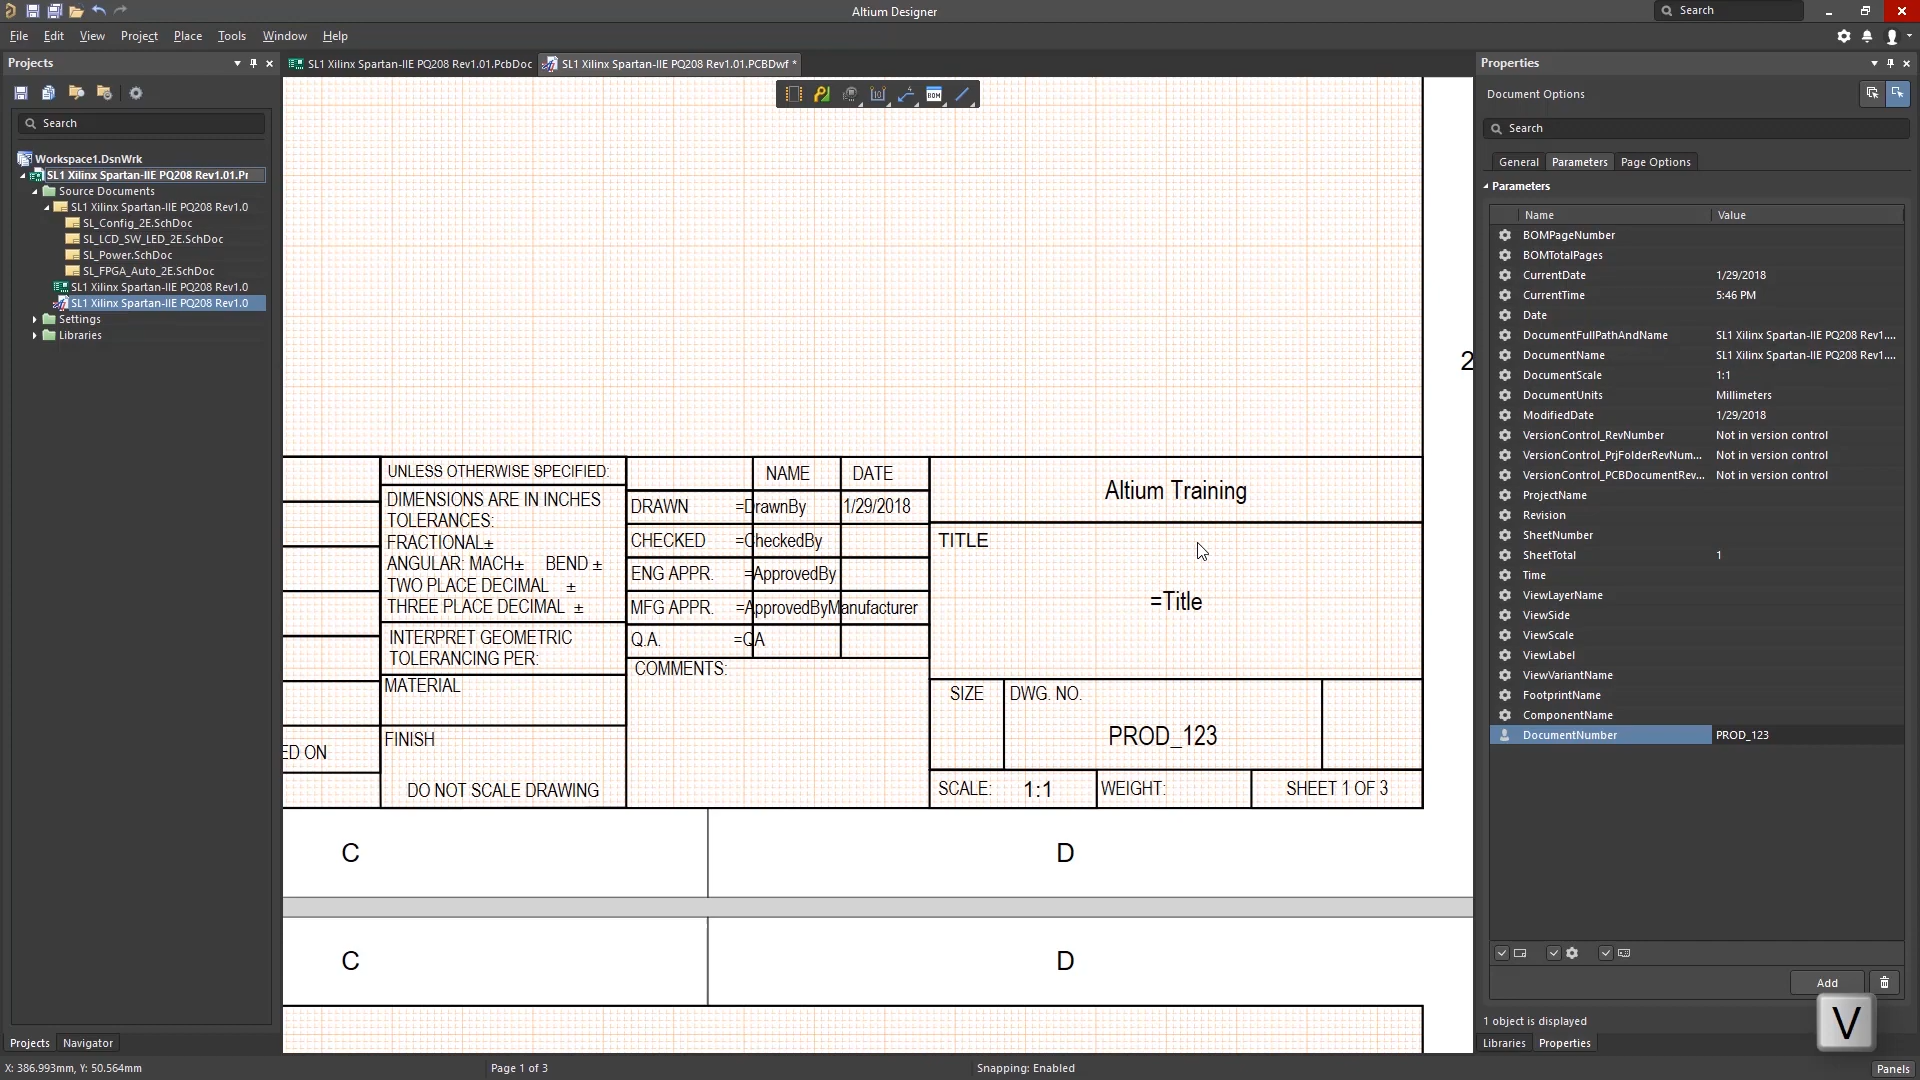 Altium Designer
Search
File Edit View Project Place Tools Window Help
Projects
Search
Workspace1.DsnWrk
SL1 Xilinx Spartan-IIE PQ208 Rev1.01.Pr
Source Documents
SL1 Xilinx Spartan-IIE PQ208 Rev1.0
SL_Config_2E.SchDoc
SL_LCD_SW_LED_2E.SchDoc
SL_Power.SchDoc
SL_FPGA_Auto_2E.SchDoc
SL1 Xilinx Spartan-IIE PQ208 Rev1.0
SL1 Xilinx Spartan-IIE PQ208 Rev1.0
Settings
Libraries
Projects Navigator
SL1 Xilinx Spartan-IIE PQ208 Rev1.01.PcbDoc
SL1 Xilinx Spartan-IIE PQ208 Rev1.01.PCBDwf *
BOM
2
UNLESS OTHERWISE SPECIFIED:
DIMENSIONS ARE IN INCHES
TOLERANCES:
FRACTIONAL±
ANGULAR: MACH± BEND ±
TWO PLACE DECIMAL ±
THREE PLACE DECIMAL ±
INTERPRET GEOMETRIC
TOLERANCING PER:
MATERIAL
FINISH
ED ON
DO NOT SCALE DRAWING
NAME DATE
DRAWN =DrawnBy 1/29/2018
CHECKED =CheckedBy
ENG APPR. =ApprovedBy
MFG APPR. =ApprovedByManufacturer
Q.A. =QA
COMMENTS:
Altium Training
TITLE
=Title
SIZE DWG. NO.
PROD_123
SCALE: 1:1 WEIGHT: SHEET 1 OF 3
C D
C D
Properties
Document Options
Search
General Parameters Page Options
Parameters
Name Value
BOMPageNumber
BOMTotalPages
CurrentDate 1/29/2018
CurrentTime 5:46 PM
Date
DocumentFullPathAndName SL1 Xilinx Spartan-IIE PQ208 Rev1....
DocumentName SL1 Xilinx Spartan-IIE PQ208 Rev1....
DocumentScale 1:1
DocumentUnits Millimeters
ModifiedDate 1/29/2018
VersionControl_RevNumber Not in version control
VersionControl_PrjFolderRevNum... Not in version control
VersionControl_PCBDocumentRev... Not in version control
ProjectName
Revision
SheetNumber
SheetTotal 1
Time
ViewLayerName
ViewSide
ViewScale
ViewLabel
ViewVariantName
FootprintName
ComponentName
DocumentNumber PROD_123
Add
V
1 object is displayed
Libraries Properties
X: 386.993mm, Y: 50.564mm
Page 1 of 3
Snapping: Enabled
Panels